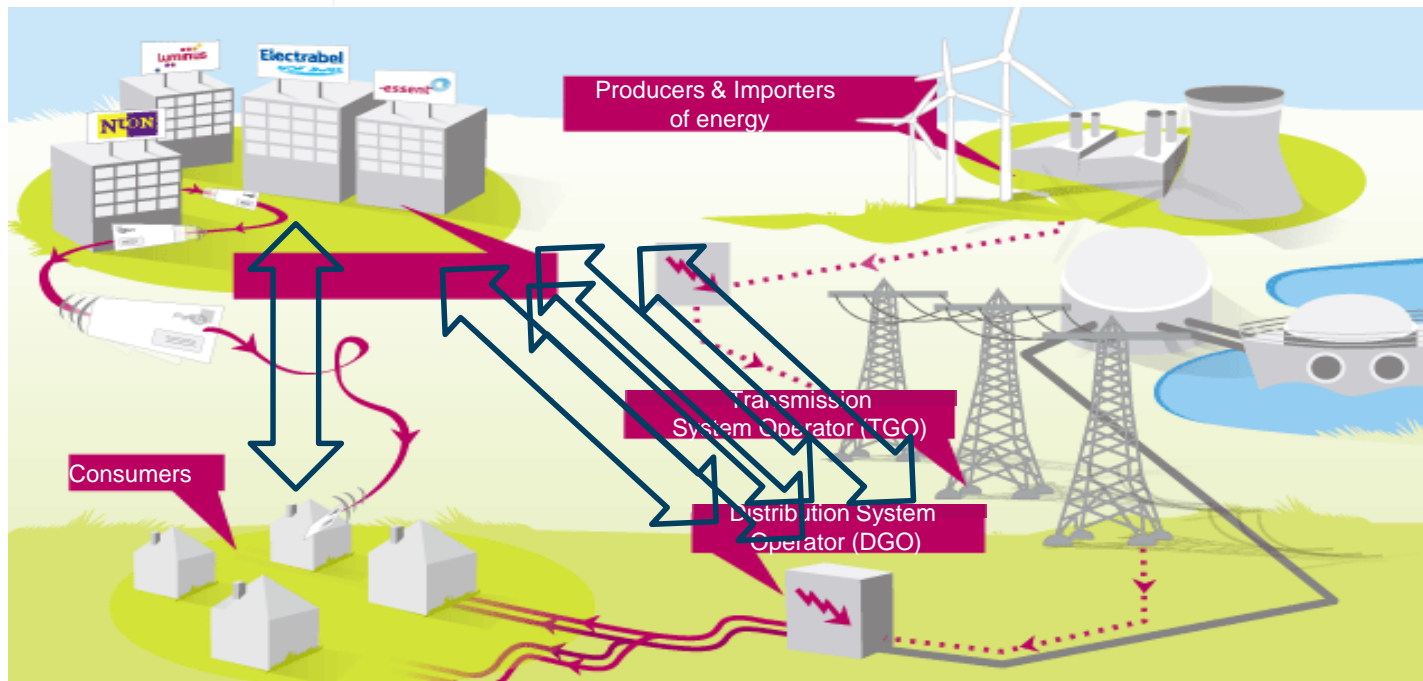 Luminus
Electrabel
essent
NUON
Producers & Importers
of energy
Transmission
System Operator (TGO)
Consumers
Distribution System
Operator (DGO)